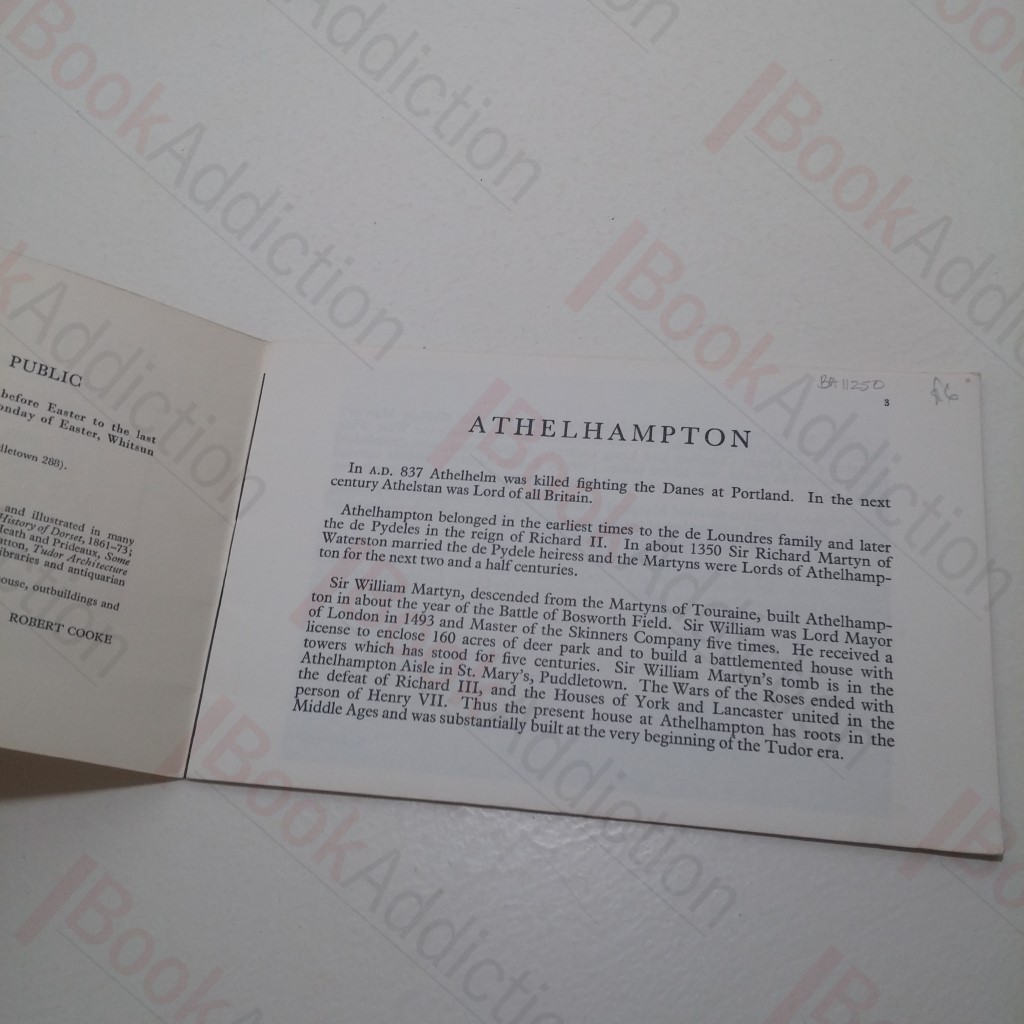 PUBLIC
before Easter to the last
onday of Easter, Whitsun
lletown 288).
and illustrated in many
History of Dorset, 1861-73;
Heath and Prideaux, Some
atton, Tudor Architecture
ibraries and antiquarian
ouse, outbuildings and
ROBERT COOKE
BA11250
£6
3
ATHELHAMPTON
In A.D. 837 Athelhelm was killed fighting the Danes at Portland. In the next
century Athelstan was Lord of all Britain.
Athelhampton belonged in the earliest times to the de Loundres family and later
the de Pydeles in the reign of Richard II. In about 1350 Sir Richard Martyn of
Waterston married the de Pydele heiress and the Martyns were Lords of Athelhamp-
ton for the next two and a half centuries.
Sir William Martyn, descended from the Martyns of Touraine, built Athelhamp-
ton in about the year of the Battle of Bosworth Field. Sir William was Lord Mayor
of London in 1493 and Master of the Skinners Company five times. He received a
license to enclose 160 acres of deer park and to build a battlemented house with
towers which has stood for five centuries. Sir William Martyn's tomb is in the
Athelhampton Aisle in St. Mary's, Puddletown. The Wars of the Roses ended with
the defeat of Richard III, and the Houses of York and Lancaster united in the
person of Henry VII. Thus the present house at Athelhampton has roots in the
Middle Ages and was substantially built at the very beginning of the Tudor era.
BookAddiction
BookAddiction
BookAddiction
BookAddiction
BookAddiction
BookAddiction
BookAddiction
BookAddiction